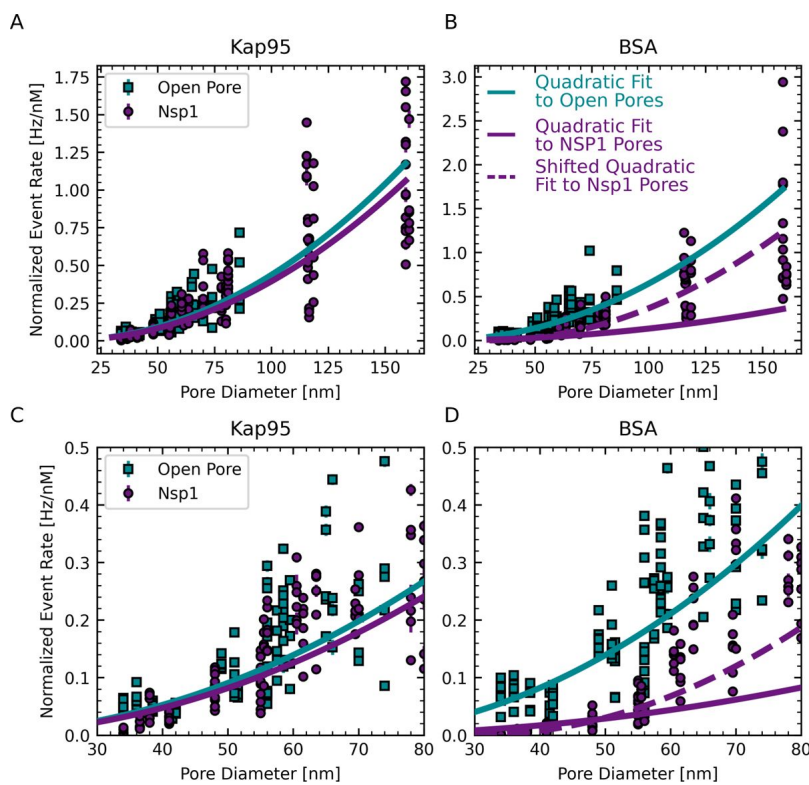 A
Kap95
Normalized Event Rate [Hz/nM]
1.75
1.50
1.25
1.00
0.75
0.50
0.25
0.00
Open Pore
Nsp1
25 50 75 100 125 150
Pore Diameter [nm]
B
BSA
3.0
2.5
2.0
1.5
1.0
0.5
0.0
Quadratic Fit
to Open Pores
Quadratic Fit
to NSP1 Pores
Shifted Quadratic
Fit to Nsp1 Pores
25 50 75 100 125 150
Pore Diameter [nm]
C
Kap95
Normalized Event Rate [Hz/nM]
0.5
0.4
0.3
0.2
0.1
0.0
Open Pore
Nsp1
30 40 50 60 70 80
Pore Diameter [nm]
D
BSA
0.5
0.4
0.3
0.2
0.1
0.0
30 40 50 60 70 80
Pore Diameter [nm]